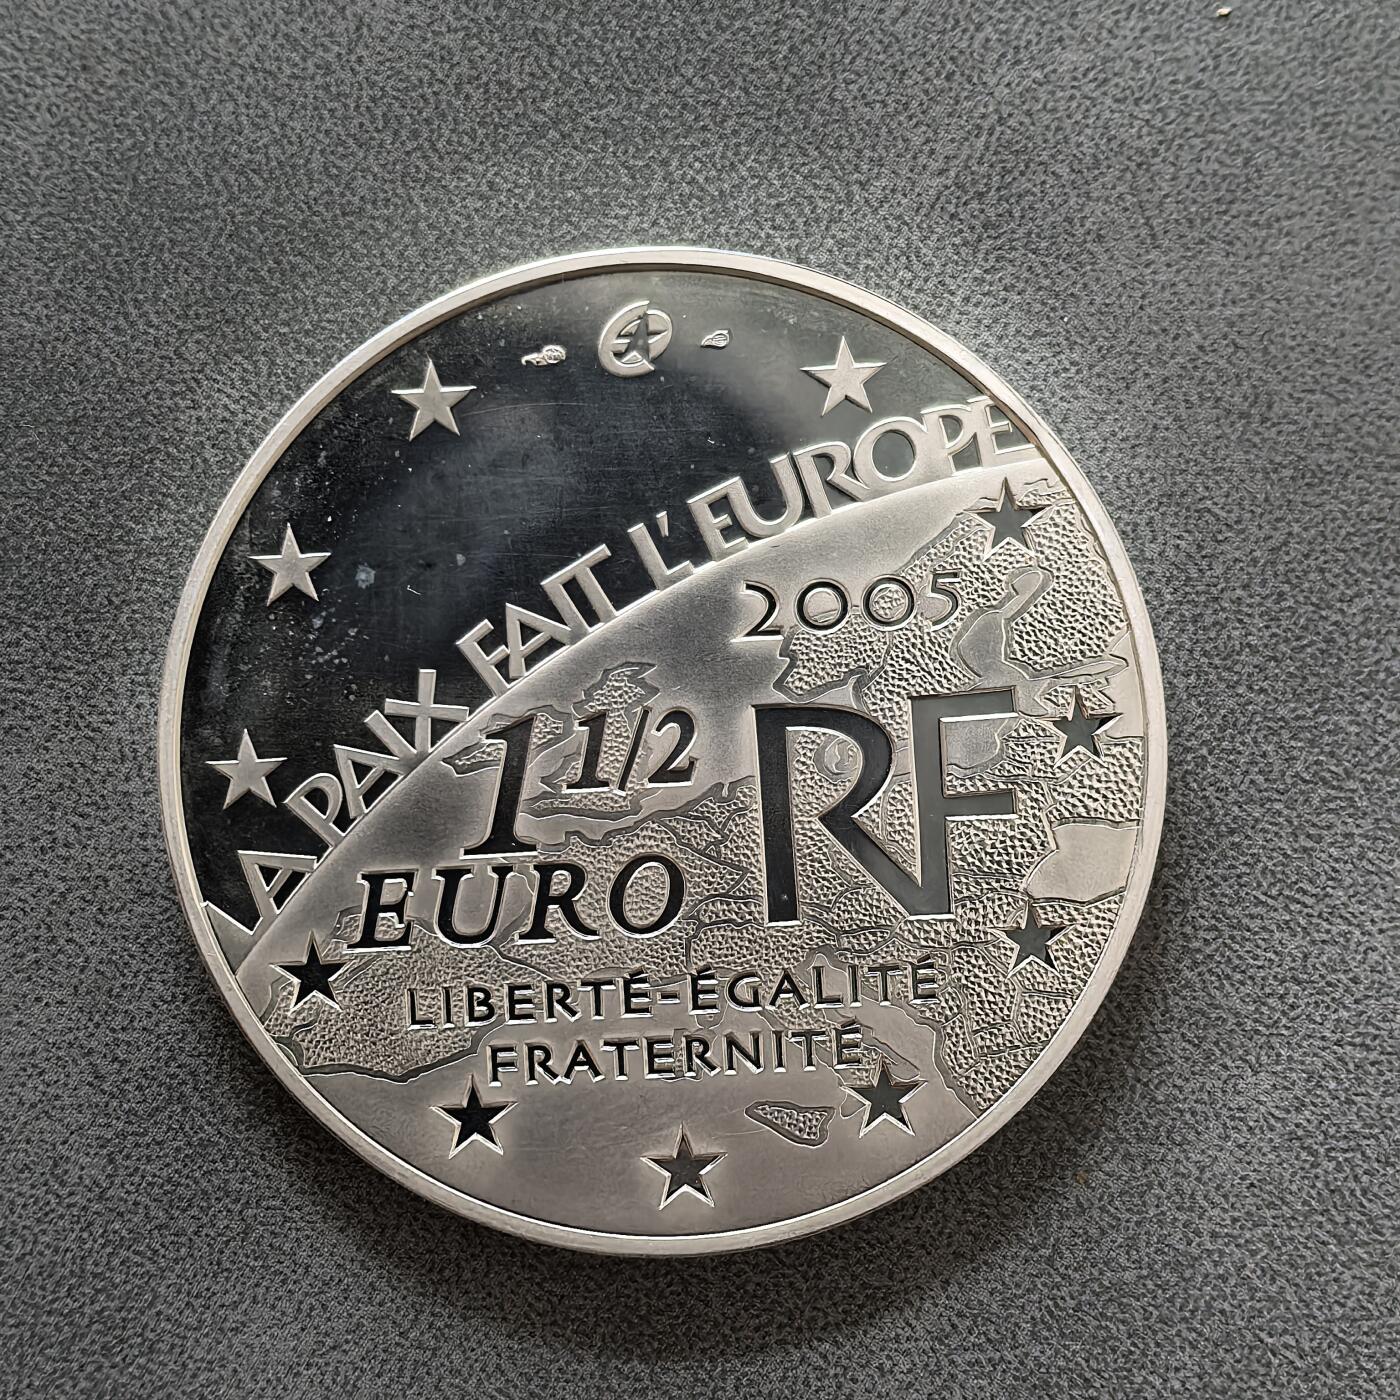 LA PAIX FAIT L'EUROPE
2005
1 1/2
EURO
RF
LIBERTÉ-ÉGALITÉ
FRATERNITÉ